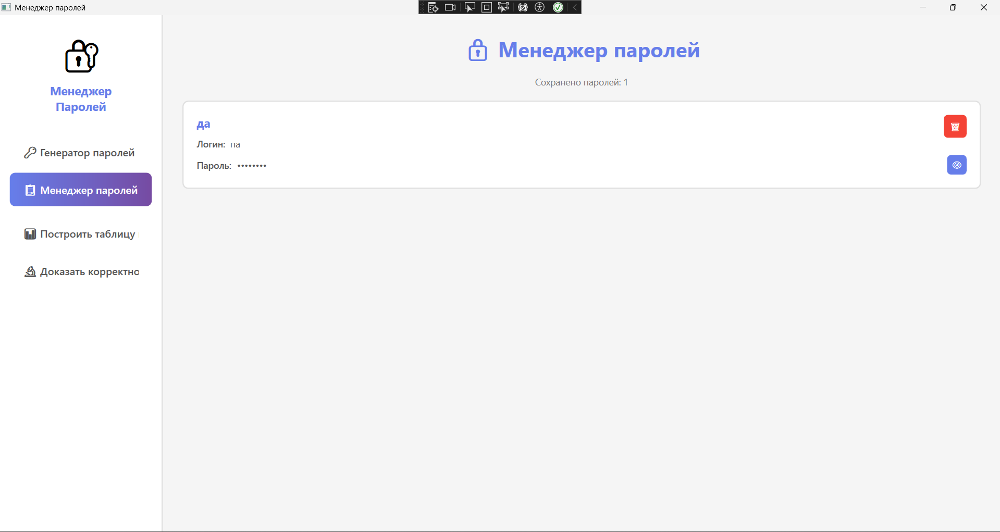 Менеджер паролей
Менеджер
Паролей
Генератор паролей
Менеджер паролей
Построить таблицу
Доказать корректно
Менеджер паролей
Сохранено паролей: 1
да
Логин: па
Пароль: ••••••••